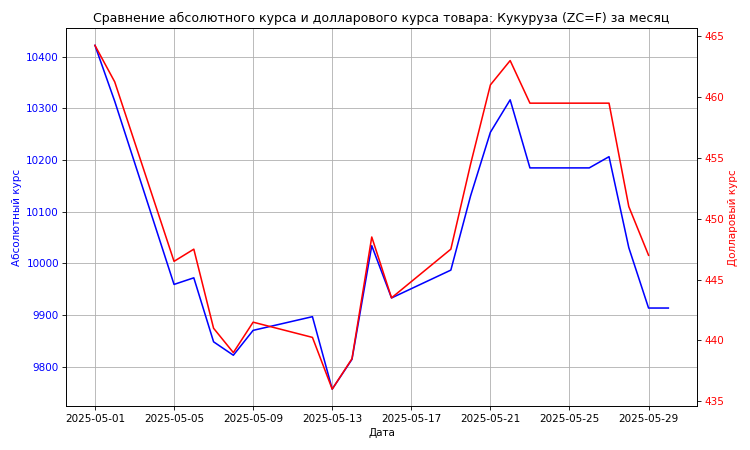 Сравнение абсолютного курса и долларового курса товара: Кукуруза (ZC=F) за месяц
Абсолютный курс
10400
10300
10200
10100
10000
9900
9800
465
460
455
450
445
440
435
Долларовый курс
2025-05-01 2025-05-05 2025-05-09 2025-05-13 2025-05-17 2025-05-21 2025-05-25 2025-05-29
Дата